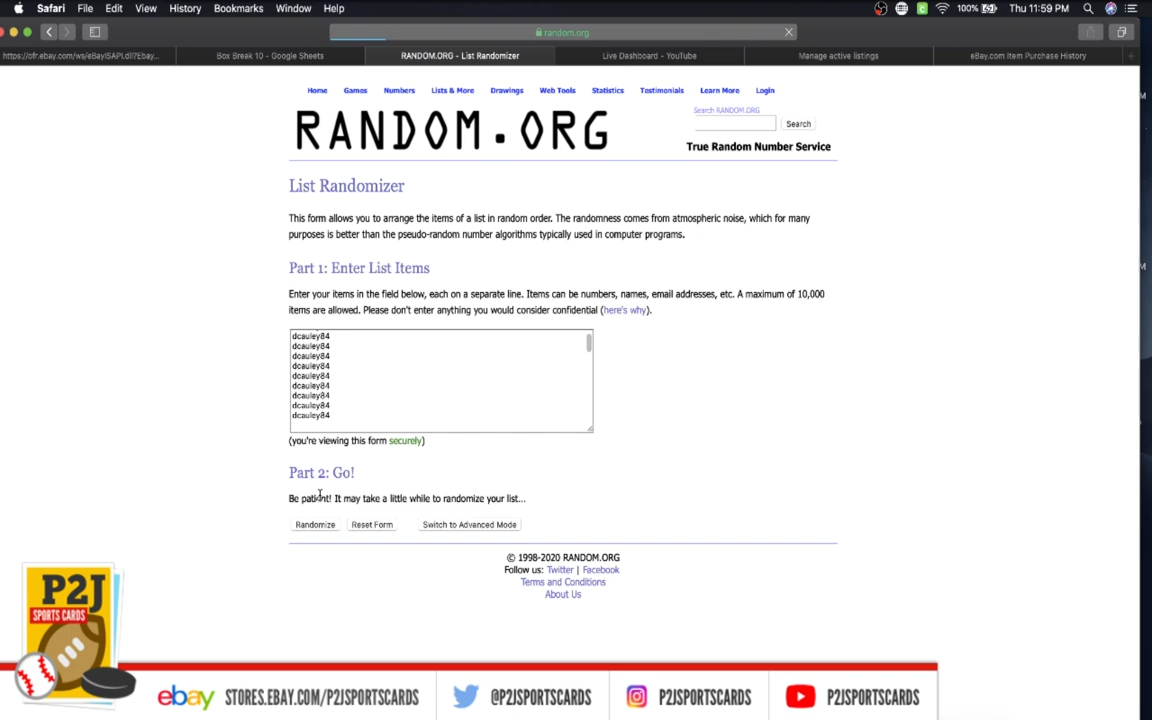 Safari File Edit View History Bookmarks Window Help 100% Thu 11:59 PM
random.org
https://ofr.ebay.com/ws/eBayISAPI.dll?Ebay... Box Break 10 - Google Sheets RANDOM.ORG - List Randomizer Live Dashboard - YouTube Manage active listings eBay.com Item Purchase History
Home Games Numbers Lists & More Drawings Web Tools Statistics Testimonials Learn More Login
Search RANDOM.ORG
RANDOM.ORG
Search
True Random Number Service
List Randomizer
This form allows you to arrange the items of a list in random order. The randomness comes from atmospheric noise, which for many
purposes is better than the pseudo-random number algorithms typically used in computer programs.
Part 1: Enter List Items
Enter your items in the field below, each on a separate line. Items can be numbers, names, email addresses, etc. A maximum of 10,000
items are allowed. Please don't enter anything you would consider confidential (here's why).
dcauley84
dcauley84
dcauley84
dcauley84
dcauley84
dcauley84
dcauley84
dcauley84
dcauley84
(you're viewing this form securely)
Part 2: Go!
Be patient! It may take a little while to randomize your list...
Randomize Reset Form Switch to Advanced Mode
© 1998-2020 RANDOM.ORG
Follow us: Twitter | Facebook
Terms and Conditions
About Us
P2J
SPORTS CARDS
ebay STORES.EBAY.COM/P2JSPORTSCARDS @P2JSPORTSCARDS P2JSPORTSCARDS P2JSPORTSCARDS